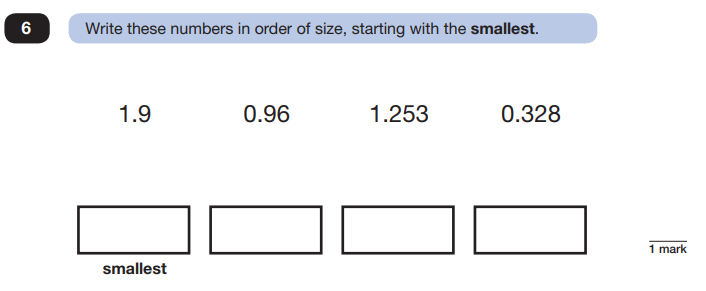 6 Write these numbers in order of size, starting with the smallest.
1.9 0.96 1.253 0.328
1 mark
smallest